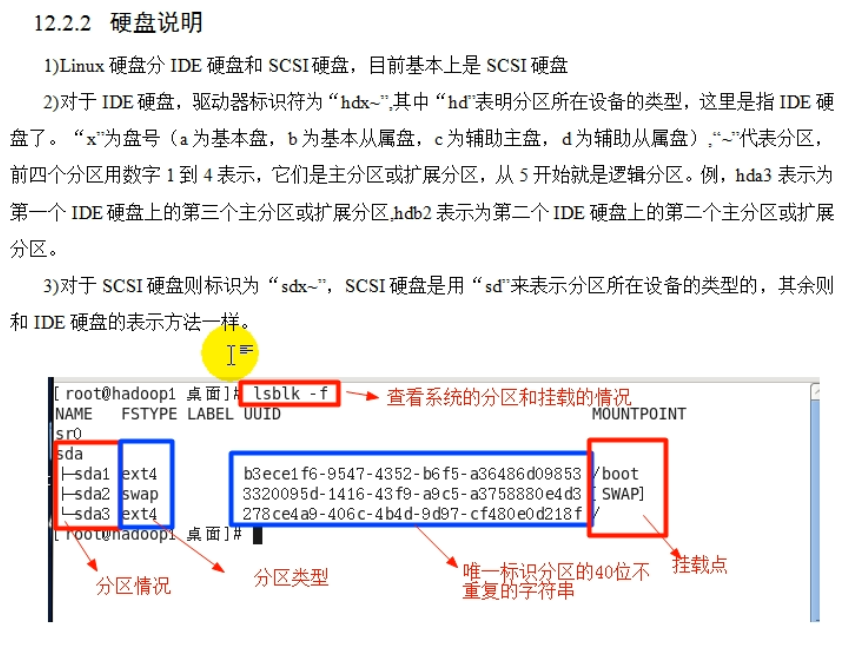 12.2.2 硬盘说明
1)Linux 硬盘分 IDE 硬盘和 SCSI 硬盘，目前基本上是 SCSI 硬盘
2)对于 IDE 硬盘，驱动器标识符为“hdx~”,其中“hd”表明分区所在设备的类型，这里是指 IDE 硬
盘了。“x”为盘号（a 为基本盘，b 为基本从属盘，c 为辅助主盘，d 为辅助从属盘）,“~”代表分区，
前四个分区用数字 1 到 4 表示，它们是主分区或扩展分区，从 5 开始就是逻辑分区。例，hda3 表示为
第一个 IDE 硬盘上的第三个主分区或扩展分区,hdb2 表示为第二个 IDE 硬盘上的第二个主分区或扩展
分区。
3)对于 SCSI 硬盘则标识为“sdx~”，SCSI 硬盘是用“sd”来表示分区所在设备的类型的，其余则
和 IDE 硬盘的表示方法一样。
[root@hadoop1 桌面]# lsblk -f 查看系统的分区和挂载的情况
NAME FSTYPE LABEL UUID MOUNTPOINT
sr0
sda
├─sda1 ext4 b3ece1f6-9547-4352-b6f5-a36486d09853 /boot
├─sda2 swap 3320095d-1416-43f9-a9c5-a3758880e4d3 [SWAP]
└─sda3 ext4 278ce4a9-406c-4b4d-9d97-cf480e0d218f /
[root@hadoop1 桌面]#
分区情况
分区类型
唯一标识分区的40位不
重复的字符串
挂载点